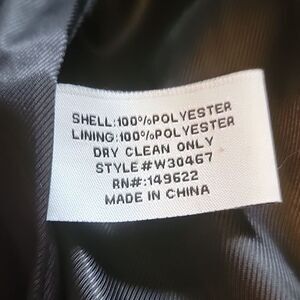 SHELL:100%POLYESTER
LINING:100%POLYESTER
DRY CLEAN ONLY
STYLE#W30467
RN#:149622
MADE IN CHINA